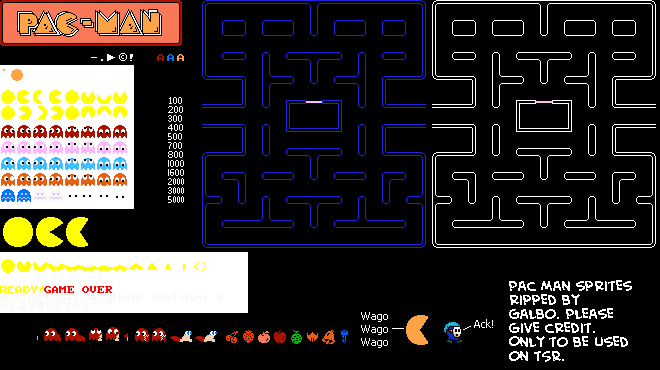 PAC-MAN
- . ▶ © !
A A A
100
200
300
400
500
700
800
1000
1600
2000
3000
5000
READY!
GAME OVER
Wago
Wago
Wago
Ack!
PAC MAN SPRITES
RIPPED BY
GALBO. PLEASE
GIVE CREDIT.
ONLY TO BE USED
ON TSR.